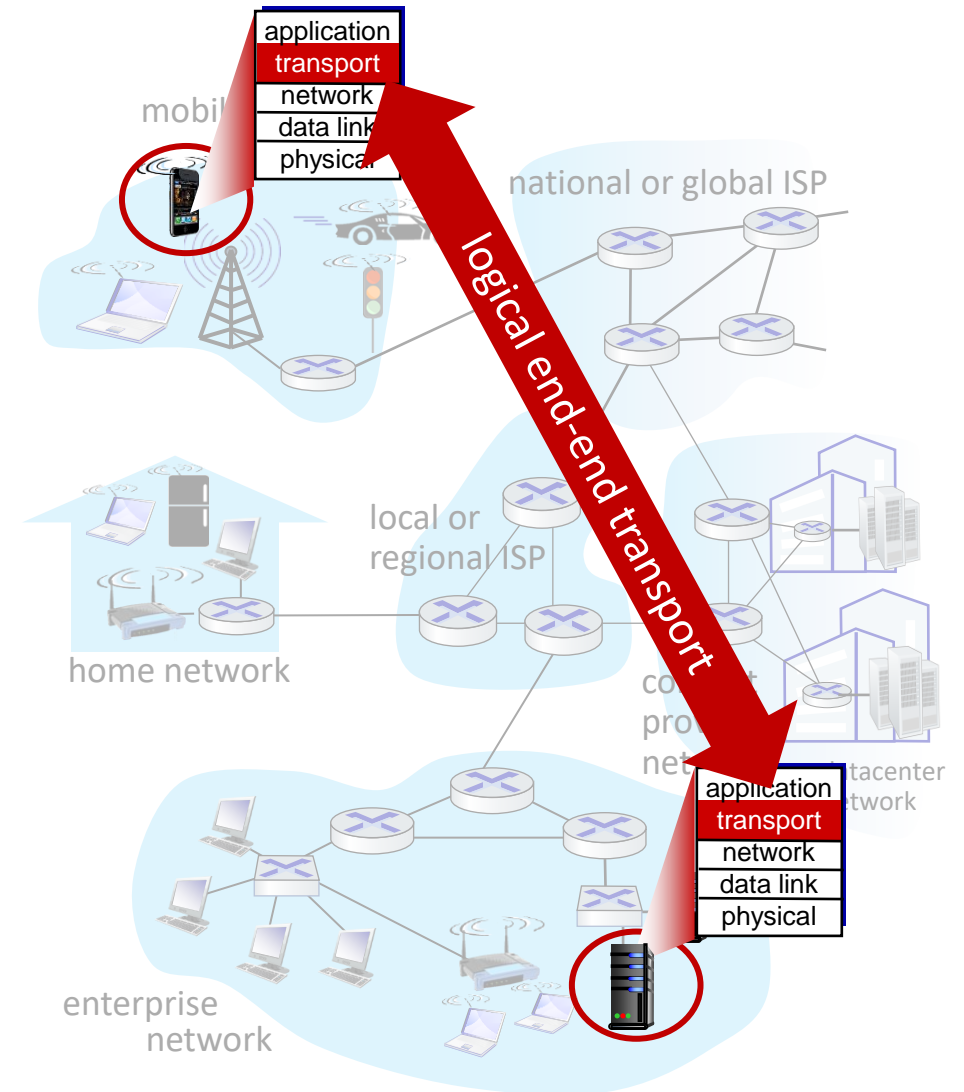 application
transport
network
data link
physical
national or global ISP
logical end-end transport
local or
regional ISP
home network
application
transport
network
data link
physical
network
enterprise
network